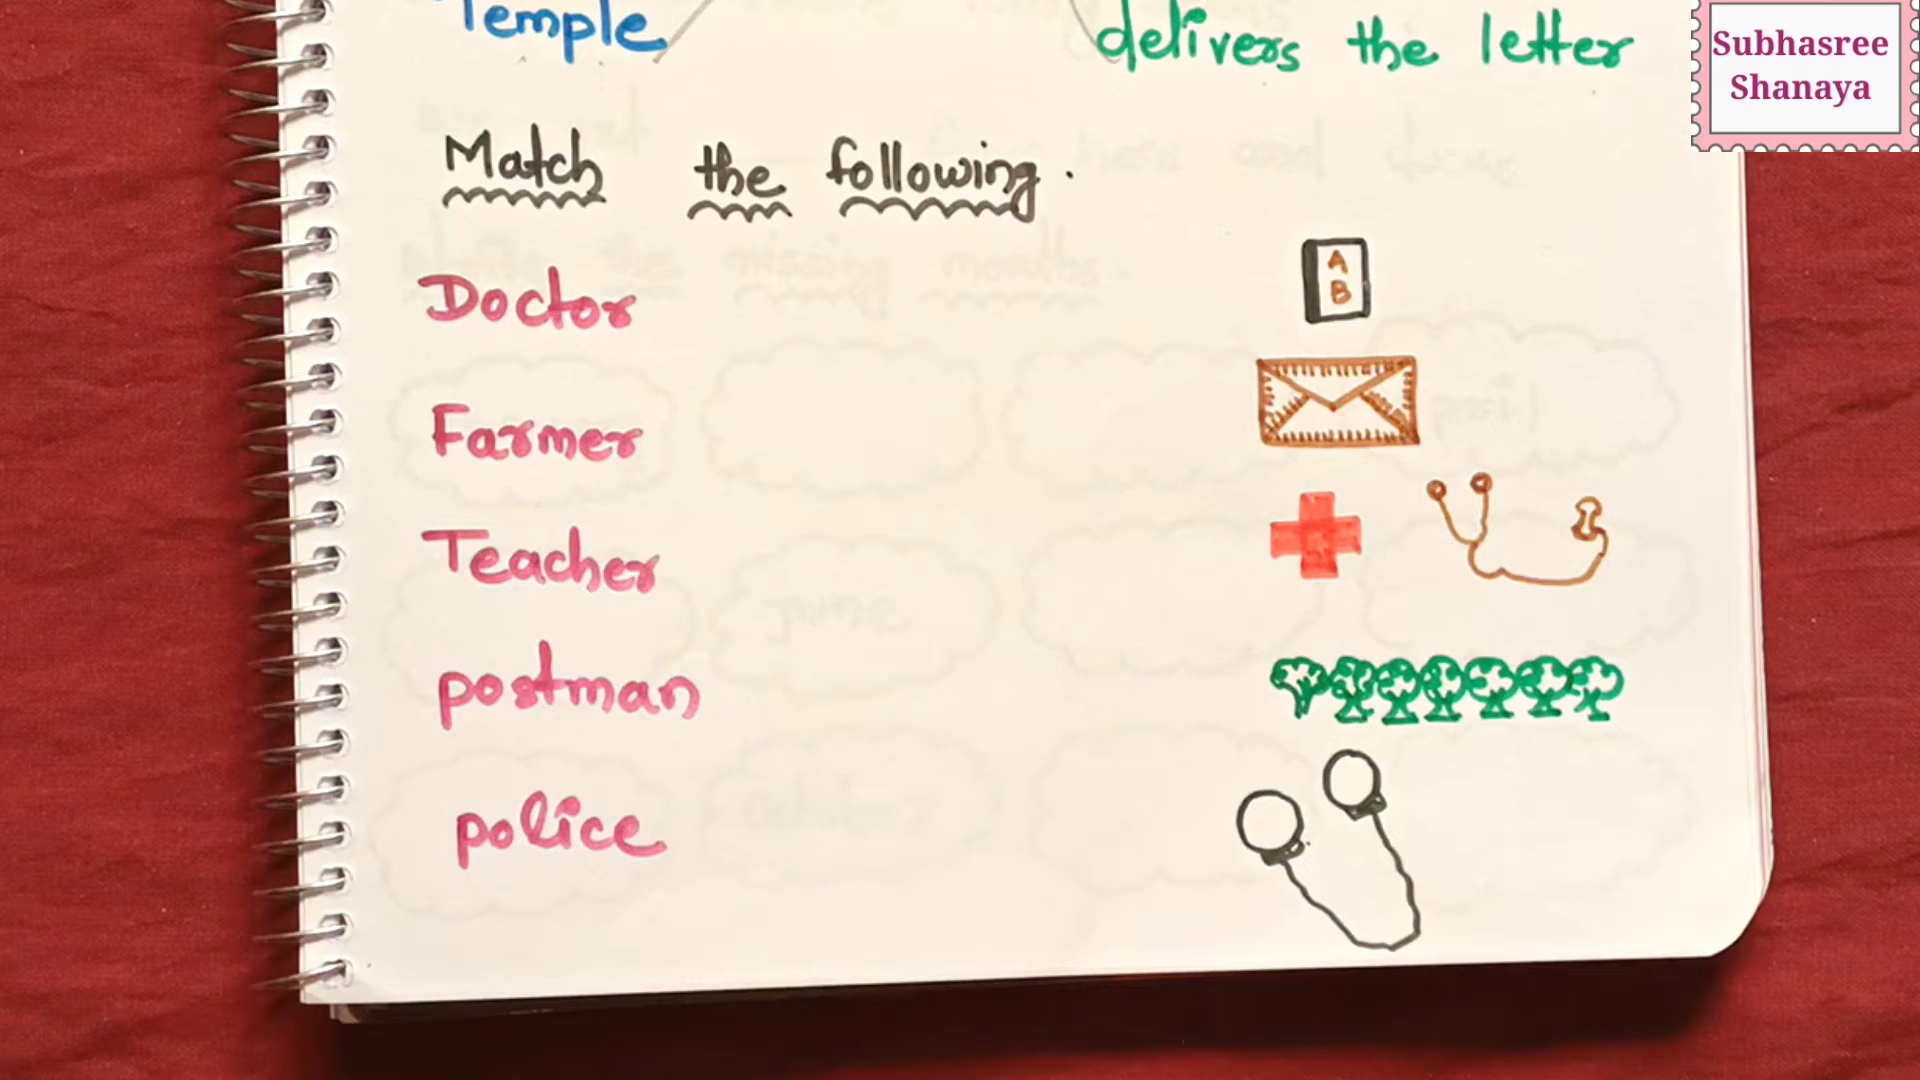 Temple delivers the letter
Subhasree
Shanaya
Match the following.
Doctor
A
B
Farmer
Teacher
postman
police